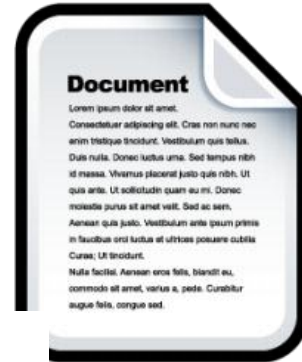 Document
Lorem ipsum dolor sit amet.
Consectetuer adipiscing elit. Cras non nunc nec
enim tristique tincidunt. Vestibulum quis tellus.
Duis nulla. Donec luctus urna. Sed tempus nibh
id massa. Vivamus placerat justo quis nibh. Ut
quis ante. Ut sollicitudin quam eu mi. Donec
molestie purus sit amet velit. Sed ac sem.
Aenean quis justo. Vestibulum ante ipsum primis
in faucibus orci luctus et ultrices posuere cubilia
Curae; Ut tincidunt.
Nulla facilisi. Aenean eros felis, blandit eu,
commodo sit amet, varius a, pede. Curabitur
augue felis, congue sed.